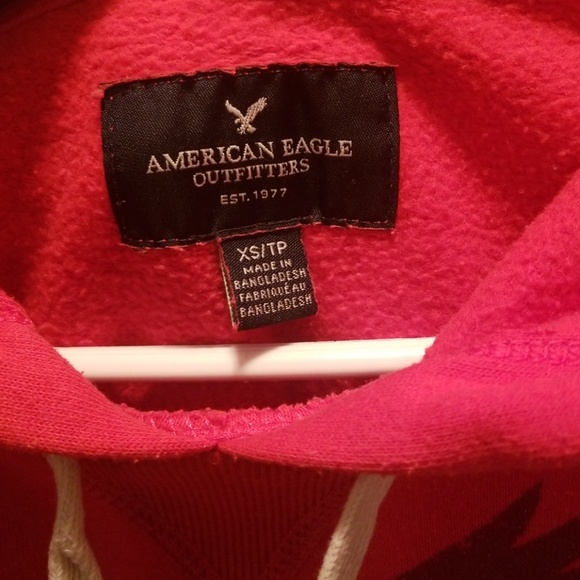 AMERICAN EAGLE
OUTFITTERS
EST. 1977
XS/TP
MADE IN
BANGLADESH
FABRIQUÉ AU
BANGLADESH